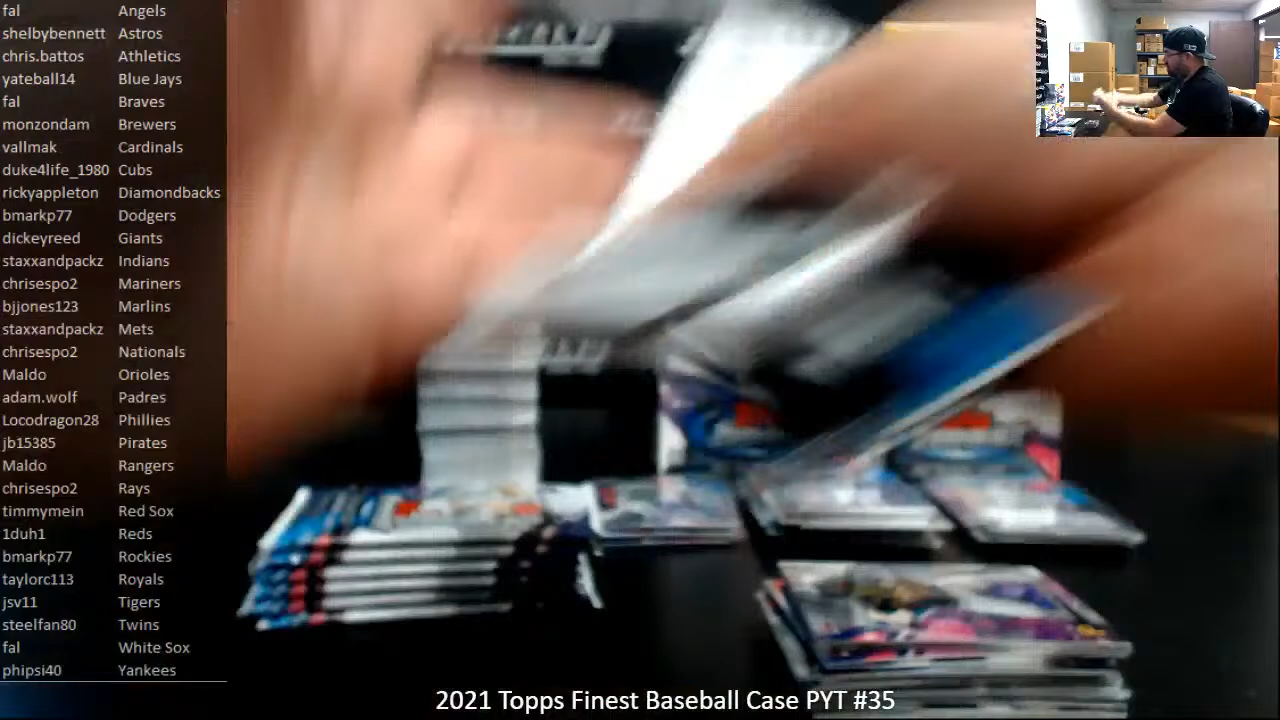 fal Angels
shelbybennett Astros
chris.battos Athletics
yateball14 Blue Jays
fal Braves
monzondam Brewers
vallmak Cardinals
duke4life_1980 Cubs
rickyappleton Diamondbacks
bmarkp77 Dodgers
dickeyreed Giants
staxxandpackz Indians
chrisespo2 Mariners
bjjones123 Marlins
staxxandpackz Mets
chrisespo2 Nationals
Maldo Orioles
adam.wolf Padres
Locodragon28 Phillies
jb15385 Pirates
Maldo Rangers
chrisespo2 Rays
timmymein Red Sox
1duh1 Reds
bmarkp77 Rockies
taylorc113 Royals
jsv11 Tigers
steelfan80 Twins
fal White Sox
phipsi40 Yankees
2021 Topps Finest Baseball Case PYT #35